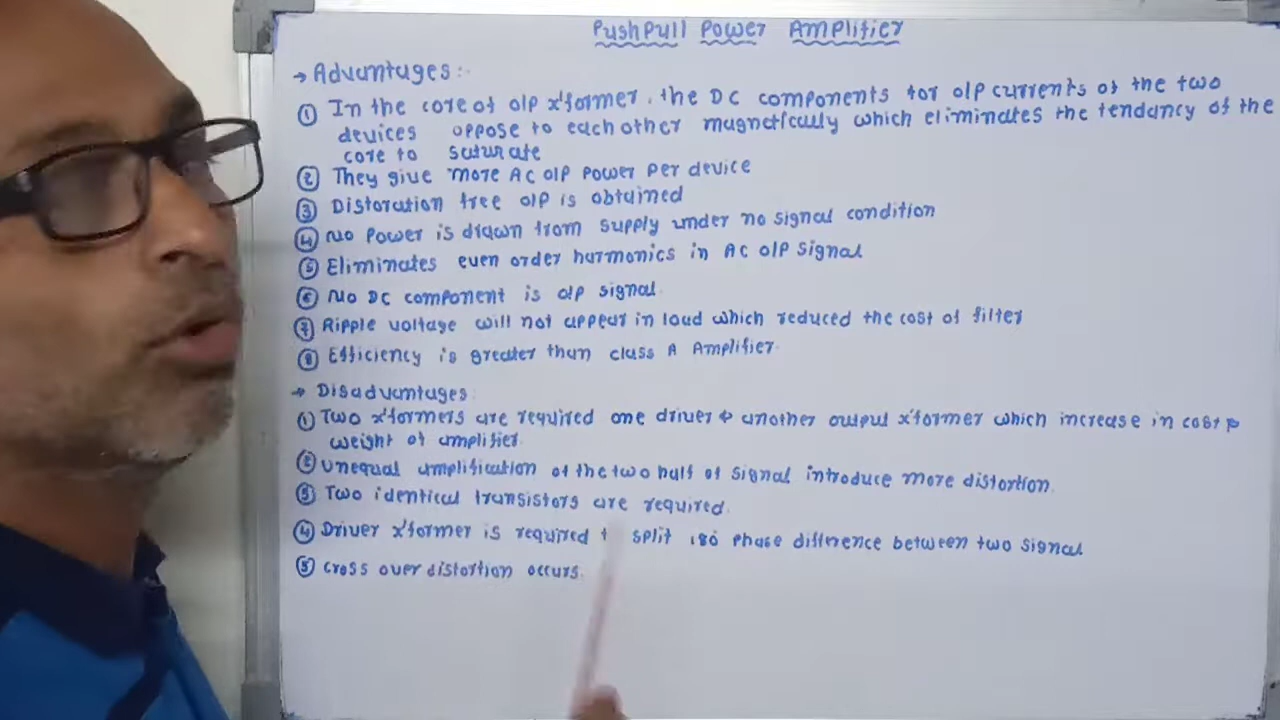 PushPull Power Amplifier
→ Advantages:-
① In the core of o/p x'former, the DC components for o/p currents of the two
devices oppose to each other magnetically which eliminates the tendancy of the
core to saturate
② They give more AC o/p power per device
③ Distoration free o/p is obtained
④ No power is drawn from supply under no signal condition
⑤ Eliminates even order harmonics in AC o/p signal
⑥ No DC component is o/p signal
⑦ Ripple voltage will not appear in load which reduced the cost of filter
⑧ Efficiency is greater than class A Amplifier
→ Disadvantages:
① Two x'formers are required one driver & another output x'former which increase in cost &
weight of amplifier
② Unequal amplification of the two half of signal introduce more distortion
③ Two identical transistors are required.
④ Driver x'former is required split 180° phase difference between two signal
⑤ Cross over distortion occurs.